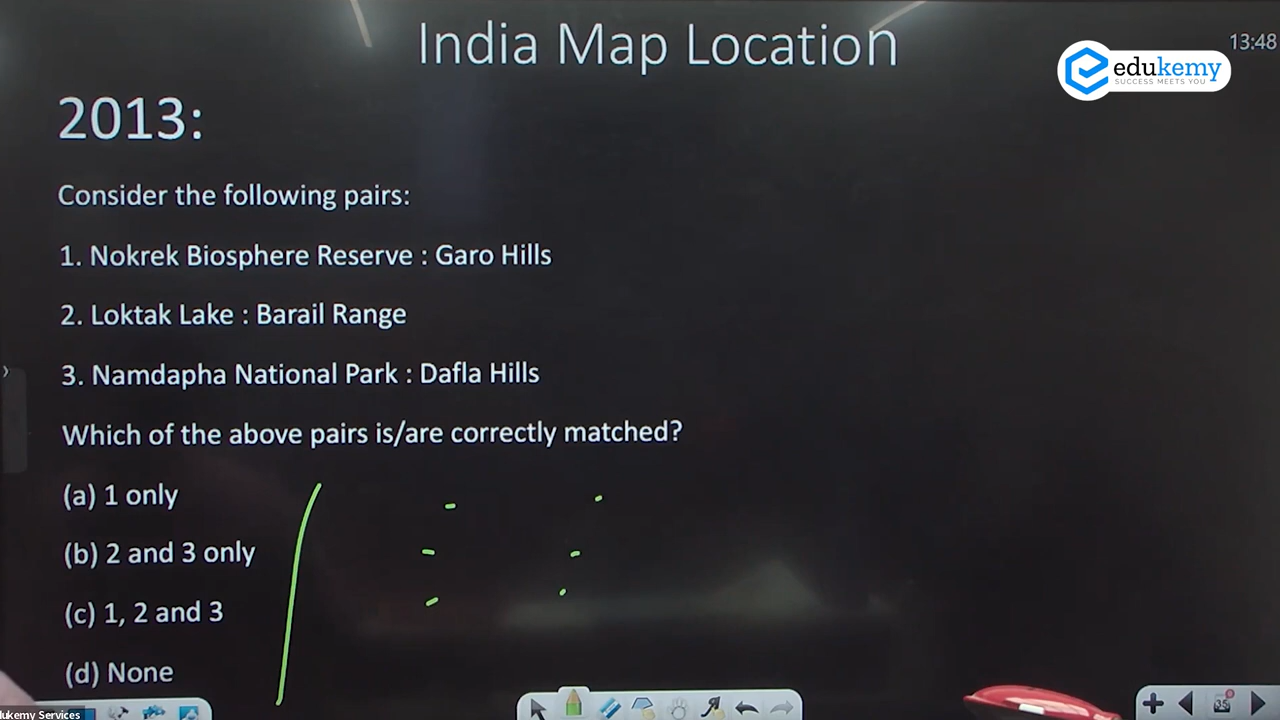 India Map Location
13:48
edukemy
SUCCESS MEETS YOU
2013:
Consider the following pairs:
1. Nokrek Biosphere Reserve : Garo Hills
2. Loktak Lake : Barail Range
3. Namdapha National Park : Dafla Hills
Which of the above pairs is/are correctly matched?
(a) 1 only
(b) 2 and 3 only
(c) 1, 2 and 3
(d) None
dukemy Services
35